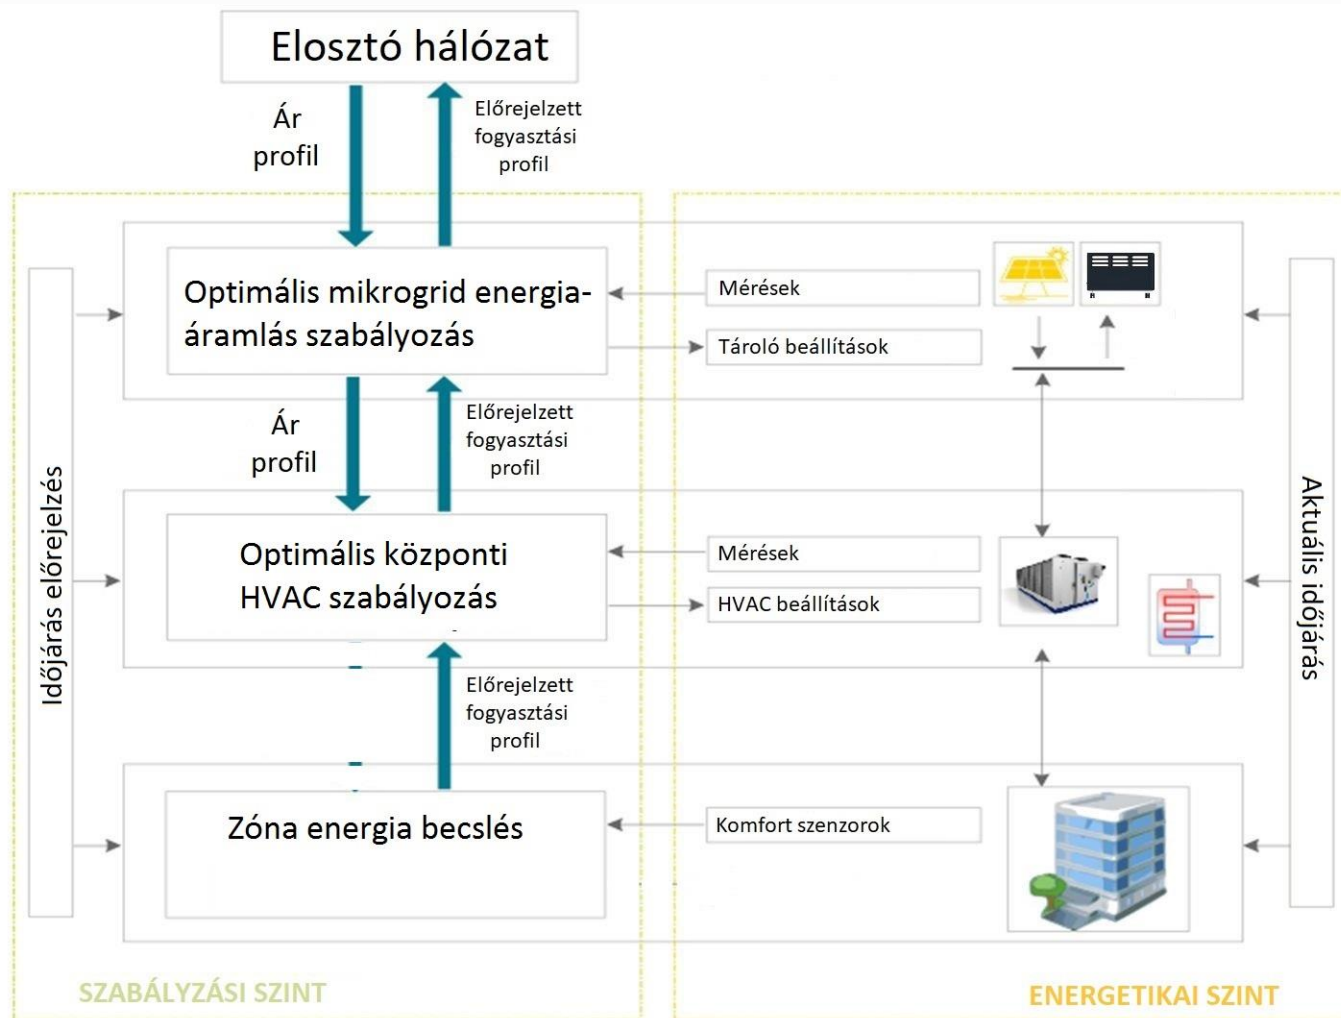 Elosztó hálózat
Ár
profil
Előrejelzett
fogyasztási
profil
Optimális mikrogrid energia-
áramlás szabályozás
Mérések
Tároló beállítások
Ár
profil
Előrejelzett
fogyasztási
profil
Időjárás előrejelzés
Aktuális időjárás
Optimális központi
HVAC szabályozás
Mérések
HVAC beállítások
Előrejelzett
fogyasztási
profil
Zóna energia becslés
Komfort szenzorok
SZABÁLYZÁSI SZINT
ENERGETIKAI SZINT